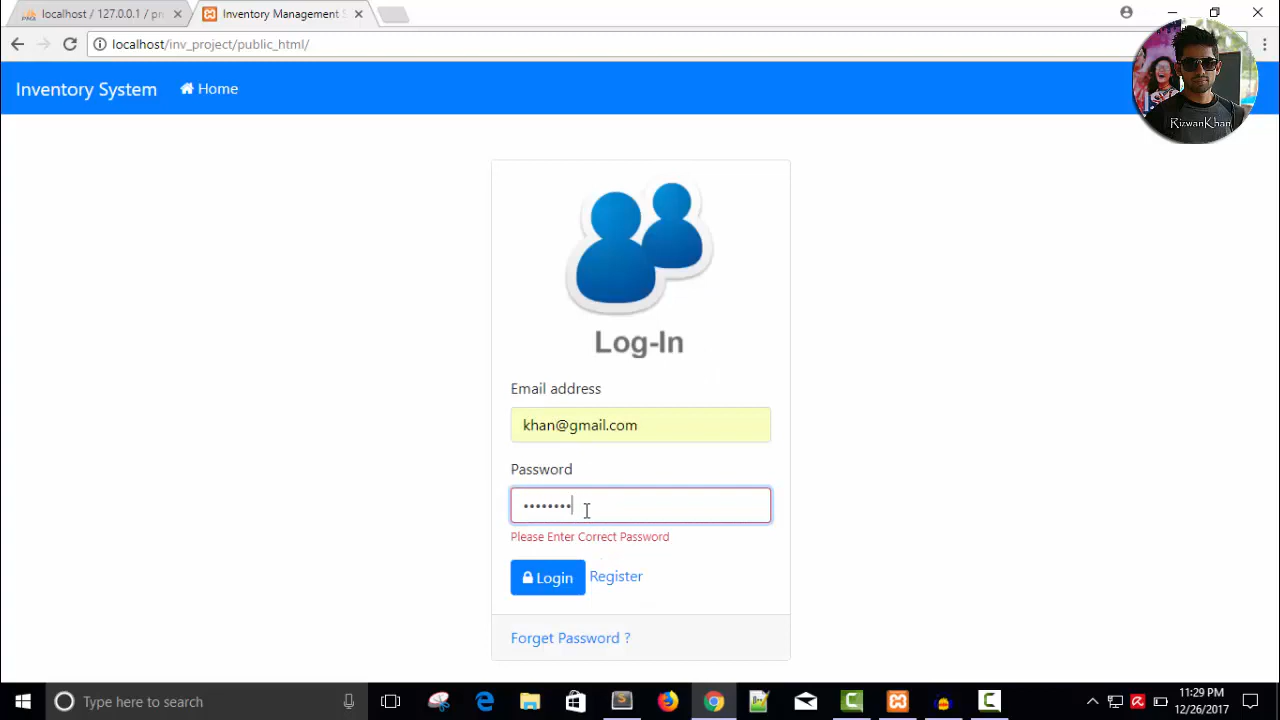 localhost / 127.0.0.1 / pr
Inventory Management S
localhost/inv_project/public_html/
Inventory System
Home
RizwanKhan
Log-In
Email address
khan@gmail.com
Password
••••••••
Please Enter Correct Password
Login
Register
Forget Password ?
Type here to search
11:29 PM
12/26/2017